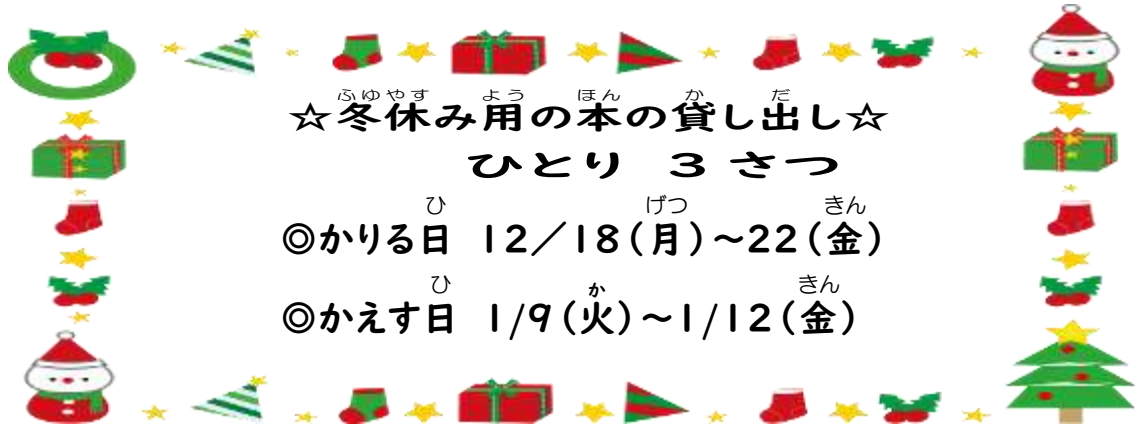 ☆冬休み用の本の貸し出し☆
ひとり 3さつ
◎かりる日 12／18(月)～22(金)
◎かえす日 1/9(火)～1/12(金)